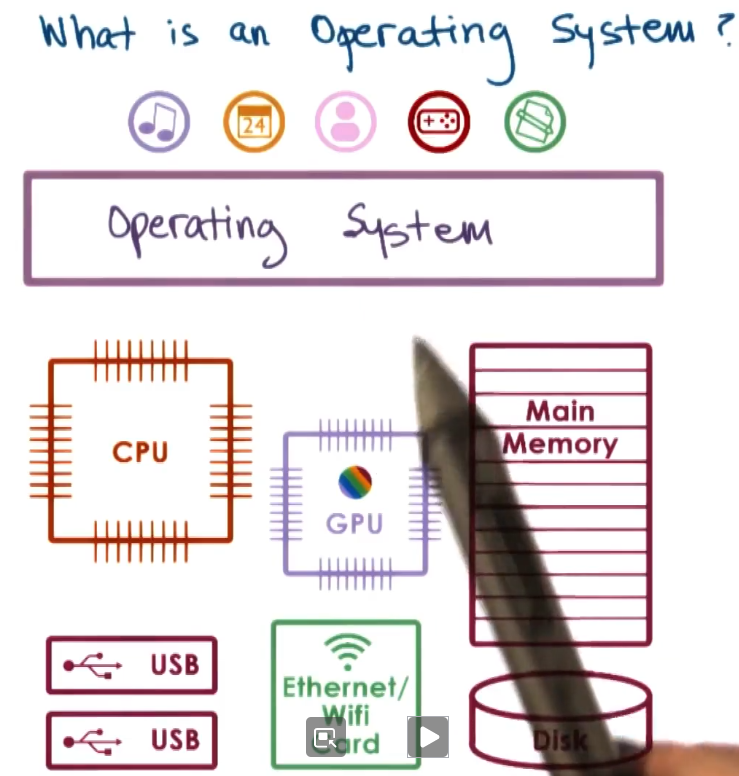 What is an Operating System?
24
Operating System
CPU
Main
Memory
GPU
USB
Ethernet/
Wifi
Card
USB
Disk